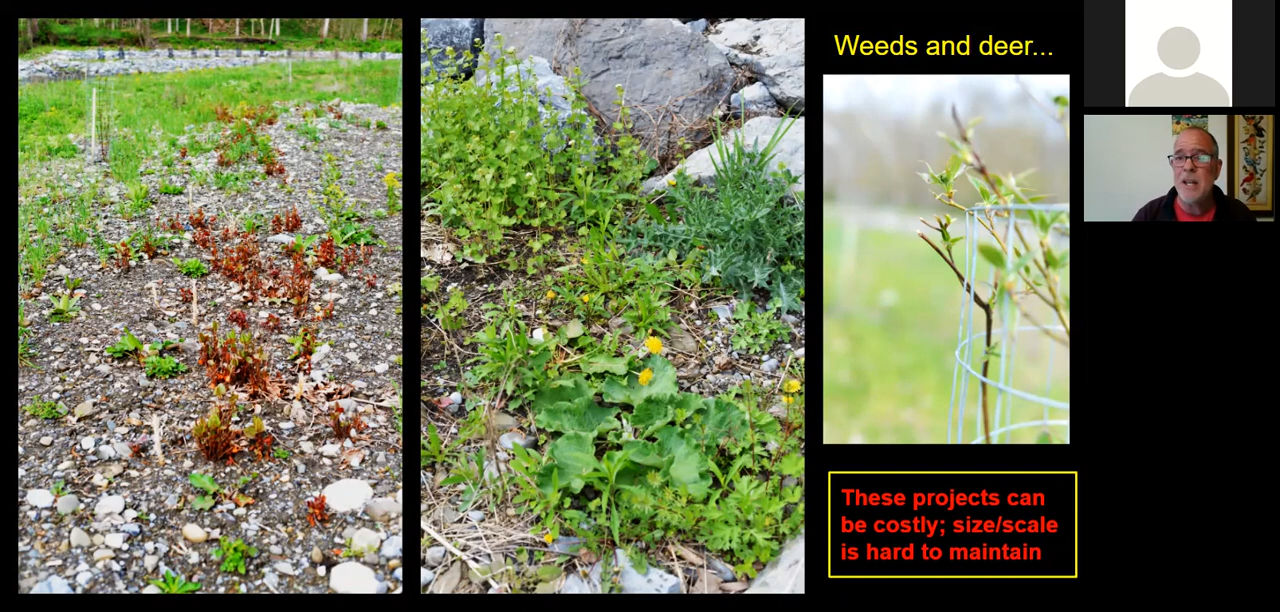 Weeds and deer...
These projects can
be costly; size/scale
is hard to maintain